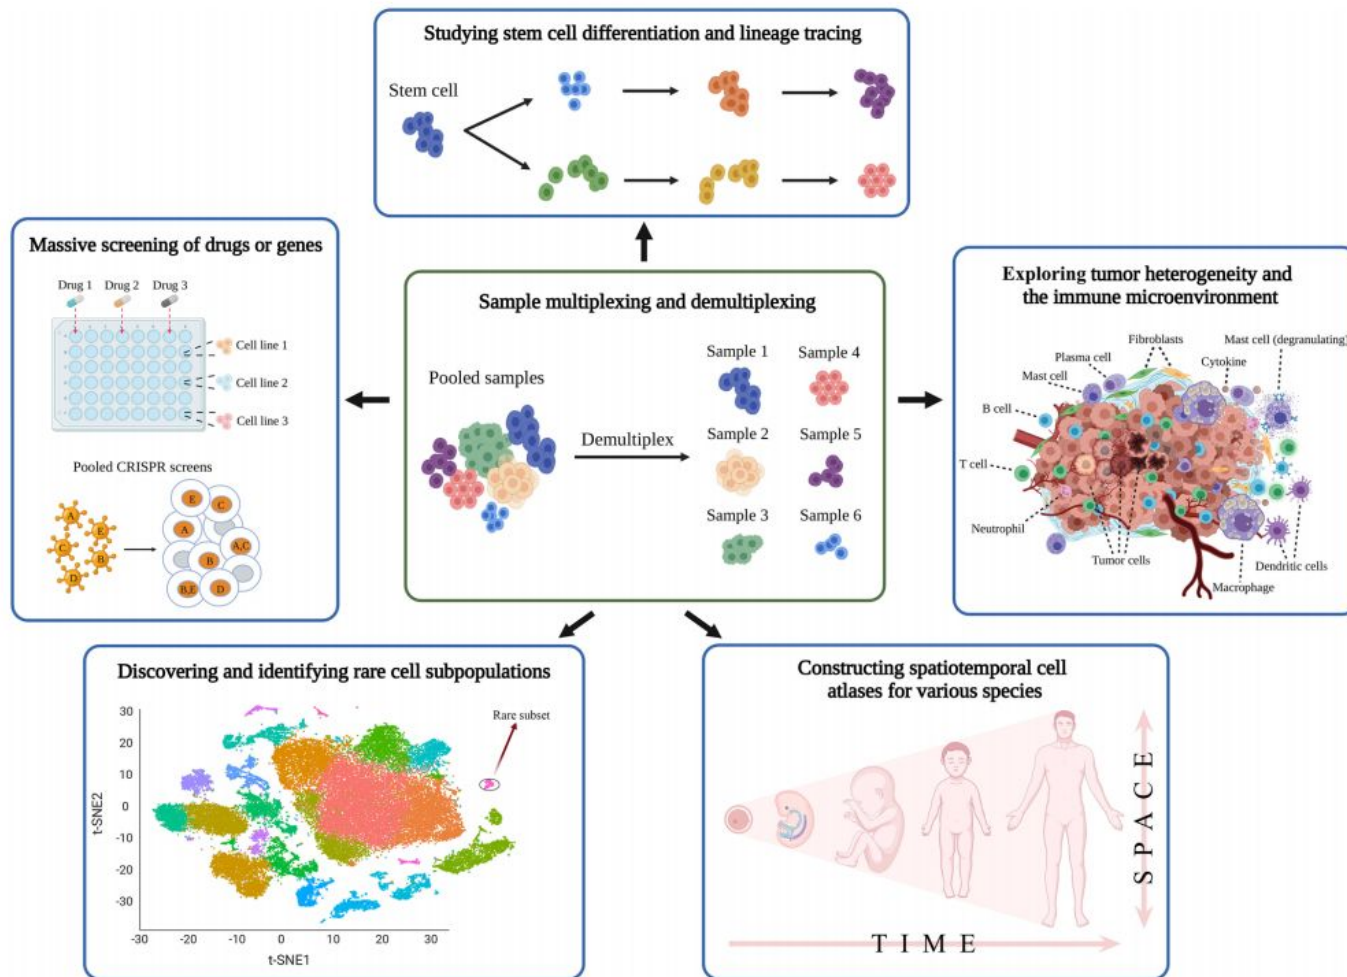 Studying stem cell differentiation and lineage tracing
Stem cell
Massive screening of drugs or genes
Drug 1 Drug 2 Drug 3
Cell line 1
Cell line 2
Cell line 3
Pooled CRISPR screens
A
E
C
B
D
E
C
A
A,C
B
B,E
D
Sample multiplexing and demultiplexing
Pooled samples
Demultiplex
Sample 1 Sample 4
Sample 2 Sample 5
Sample 3 Sample 6
Exploring tumor heterogeneity and
the immune microenvironment
Fibroblasts
Mast cell (degranulating)
Plasma cell
Cytokine
Mast cell
B cell
T cell
Neutrophil
Tumor cells
Dendritic cells
Macrophage
Discovering and identifying rare cell subpopulations
Rare subset
30
20
10
0
-10
-20
-30
t-SNE2
-30 -20 -10 0 10 20 30
t-SNE1
Constructing spatiotemporal cell
atlases for various species
SPACE
TIME